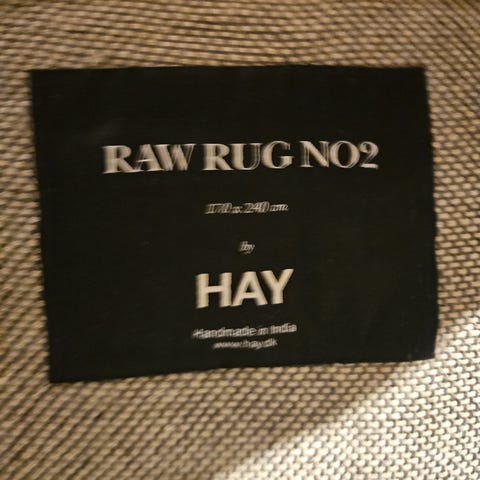 RAW RUG NO2
170 x 240 cm
by
HAY
Handmade in India
www.hay.dk